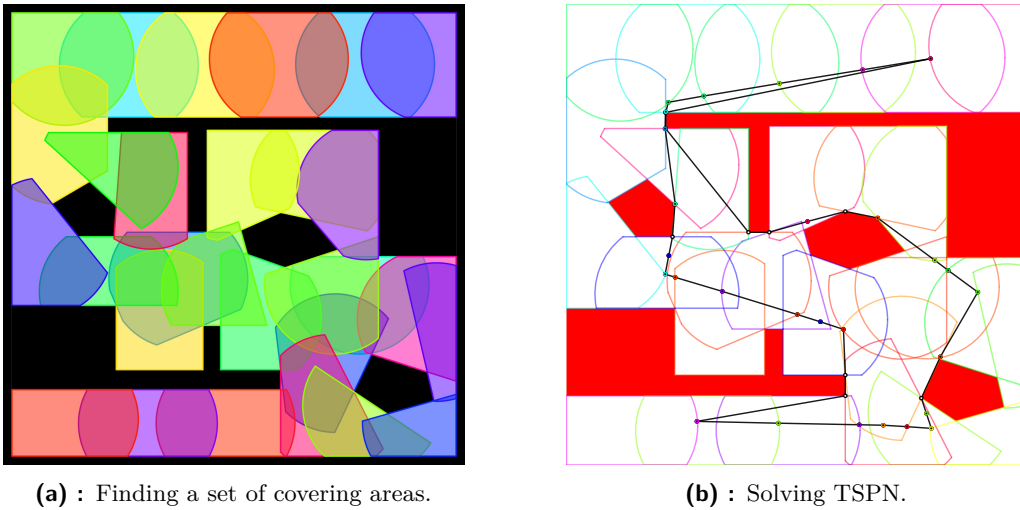 (a) : Finding a set of covering areas.
(b) : Solving TSPN.